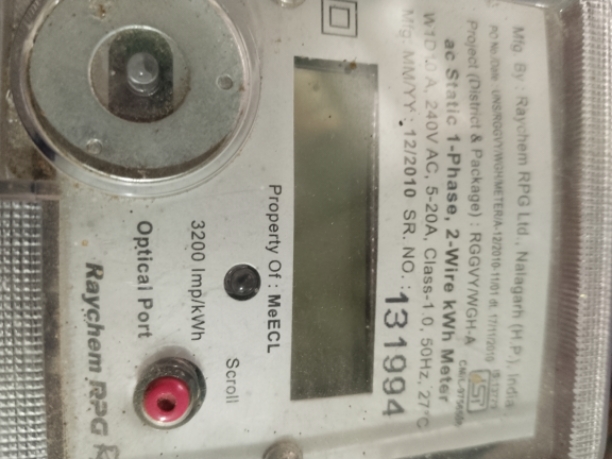 Mfg. By : Raychem RPG Ltd., Nalagarh (H.P.), India
Project (District & Package) : RGGVY/WGH-A
ac Static 1-Phase, 2-Wire kWh Meter
240V AC, 5-20A, Class-1.0, 50Hz, 27°C
Mfg. MM/YY : 12/2010 SR. NO. : 131994
Property Of : MeECL
3200 Imp/kWh Scroll
Optical Port
Raychem RPG